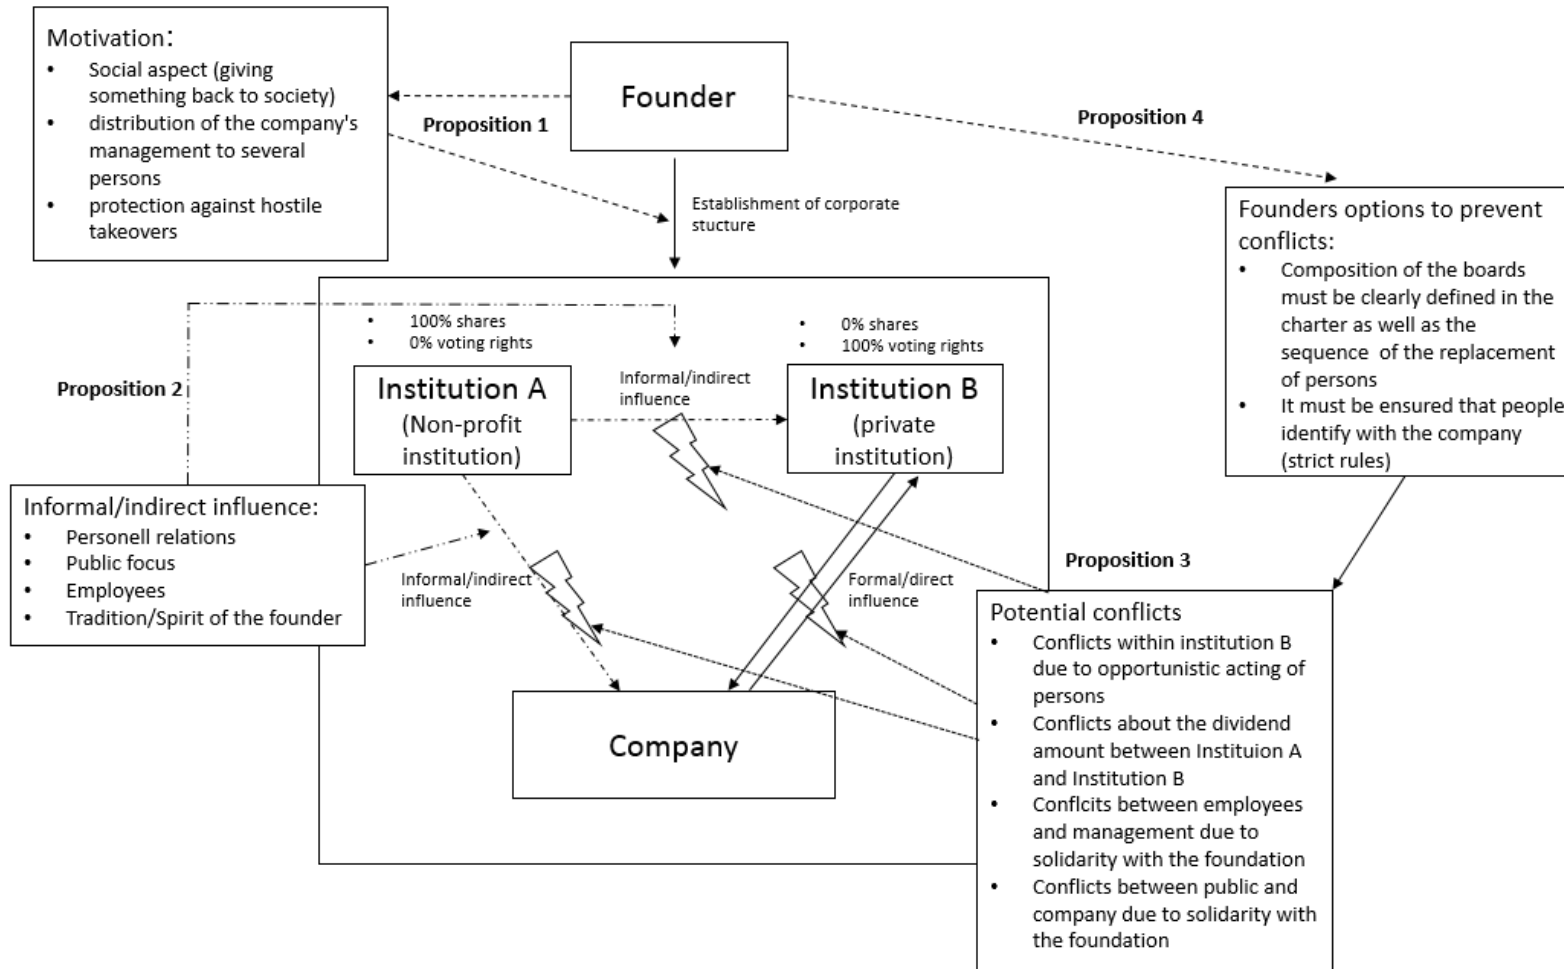 Motivation:
• Social aspect (giving
something back to society)
• distribution of the company's
management to several
persons
• protection against hostile
takeovers
Founder
Proposition 1
Proposition 4
Establishment of corporate
stucture
Founders options to prevent
conflicts:
• Composition of the boards
must be clearly defined in the
charter as well as the
sequence of the replacement
of persons
• It must be ensured that people
identify with the company
(strict rules)
• 100% shares
• 0% voting rights
• 0% shares
• 100% voting rights
Proposition 2
Institution A
(Non-profit
institution)
Informal/indirect
influence
Institution B
(private
institution)
Informal/indirect influence:
• Personell relations
• Public focus
• Employees
• Tradition/Spirit of the founder
Informal/indirect
influence
Formal/direct
influence
Proposition 3
Company
Potential conflicts
• Conflicts within institution B
due to opportunistic acting of
persons
• Conflicts about the dividend
amount between Instituion A
and Institution B
• Conflcits between employees
and management due to
solidarity with the foundation
• Conflicts between public and
company due to solidarity with
the foundation